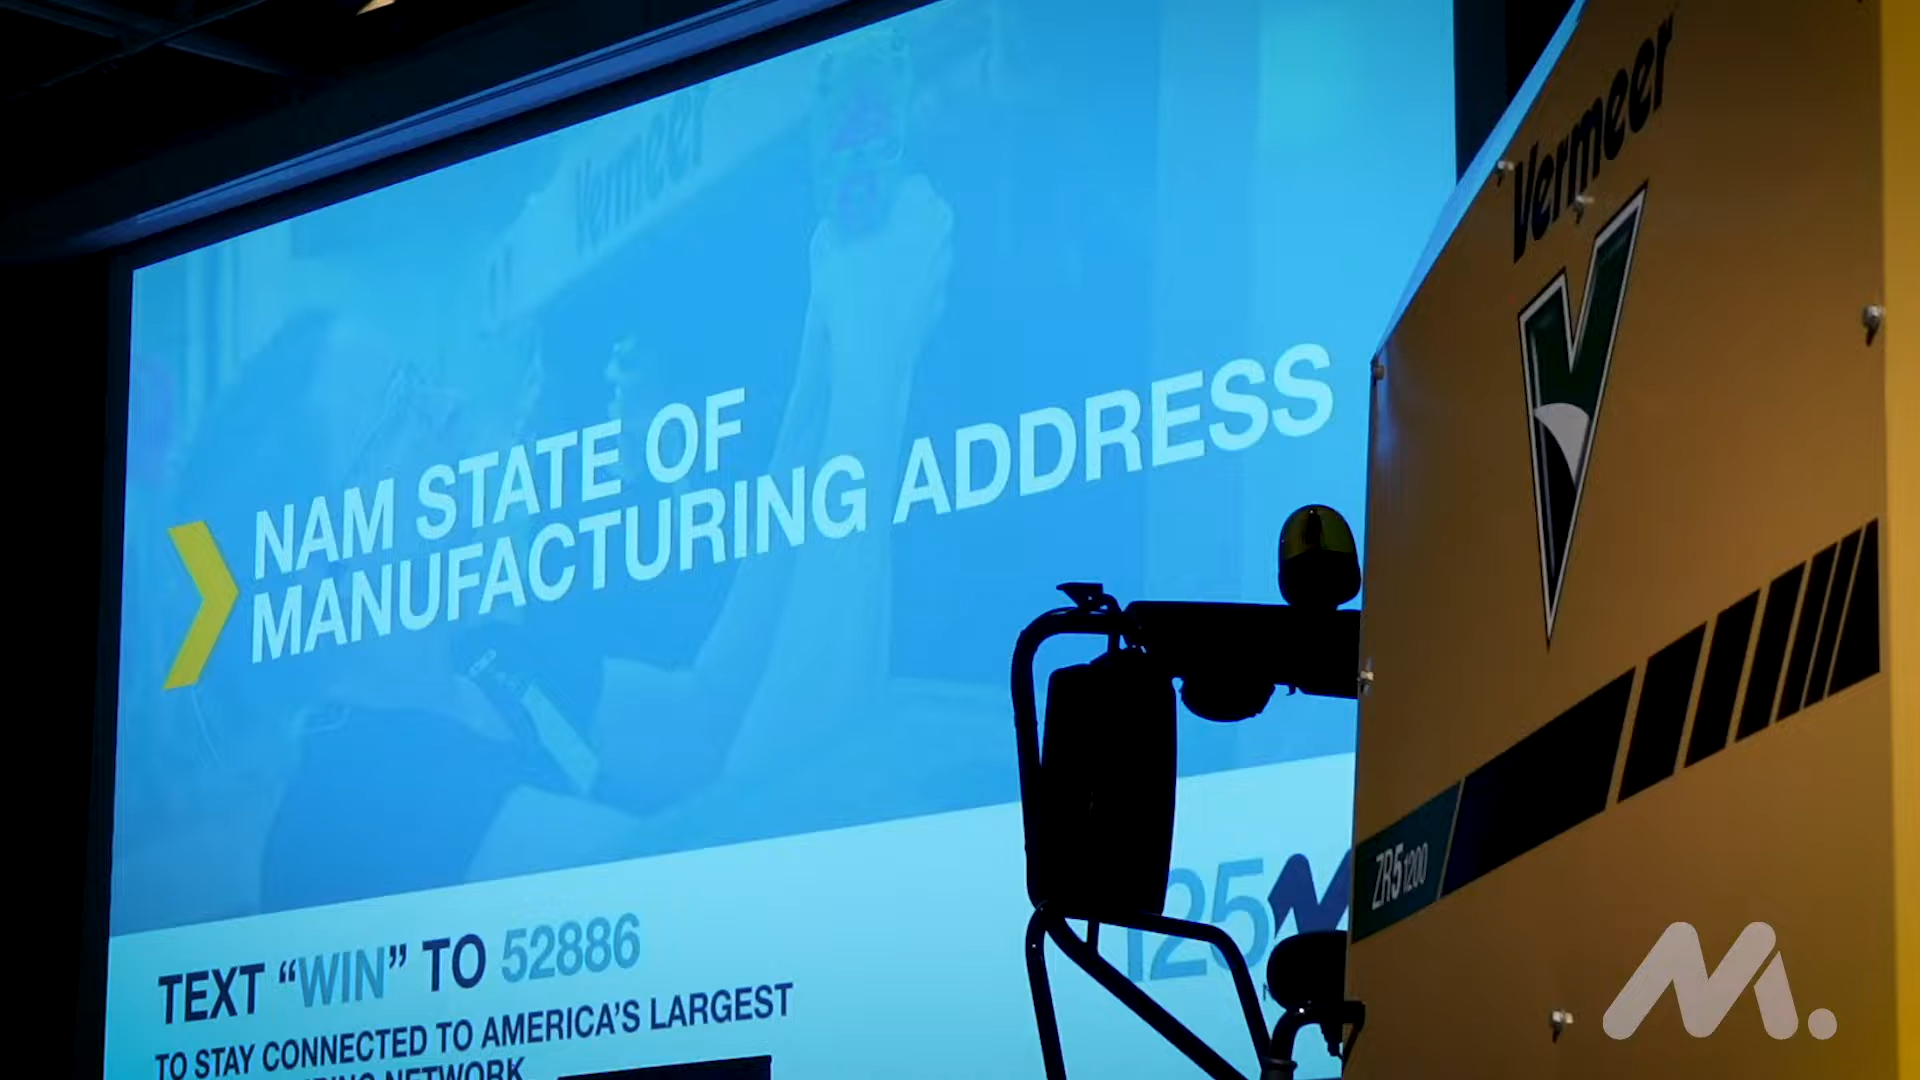 Vermeer
NAM STATE OF
MANUFACTURING ADDRESS
TEXT “WIN” TO 52886
TO STAY CONNECTED TO AMERICA’S LARGEST
NETWORK
125
Vermeer
ZR5 1200
M.